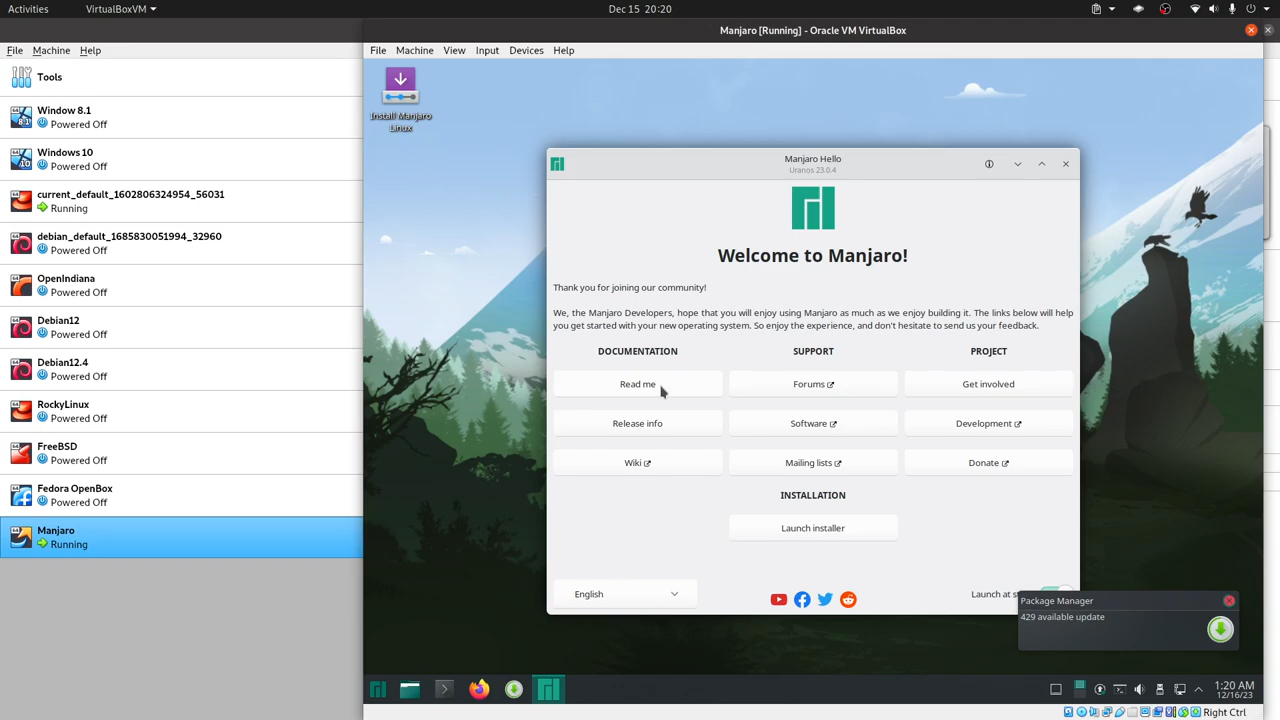 Activities VirtualBoxVM Dec 15 20:20
Manjaro [Running] - Oracle VM VirtualBox
File Machine Help
File Machine View Input Devices Help
Tools
Window 8.1
Powered Off
Windows 10
Powered Off
current_default_1602806324954_56031
Running
debian_default_1685830051994_32960
Powered Off
OpenIndiana
Powered Off
Debian12
Powered Off
Debian12.4
Powered Off
RockyLinux
Powered Off
FreeBSD
Powered Off
Fedora OpenBox
Powered Off
Manjaro
Running
Install Manjaro
Linux
Manjaro Hello
Uranos 23.0.4
Welcome to Manjaro!
Thank you for joining our community!
We, the Manjaro Developers, hope that you will enjoy using Manjaro as much as we enjoy building it. The links below will help
you get started with your new operating system. So enjoy the experience, and don't hesitate to send us your feedback.
DOCUMENTATION SUPPORT PROJECT
Read me Forums Get involved
Release info Software Development
Wiki Mailing lists Donate
INSTALLATION
Launch installer
English
Launch at
Package Manager
429 available update
1:20 AM
12/16/23
Right Ctrl